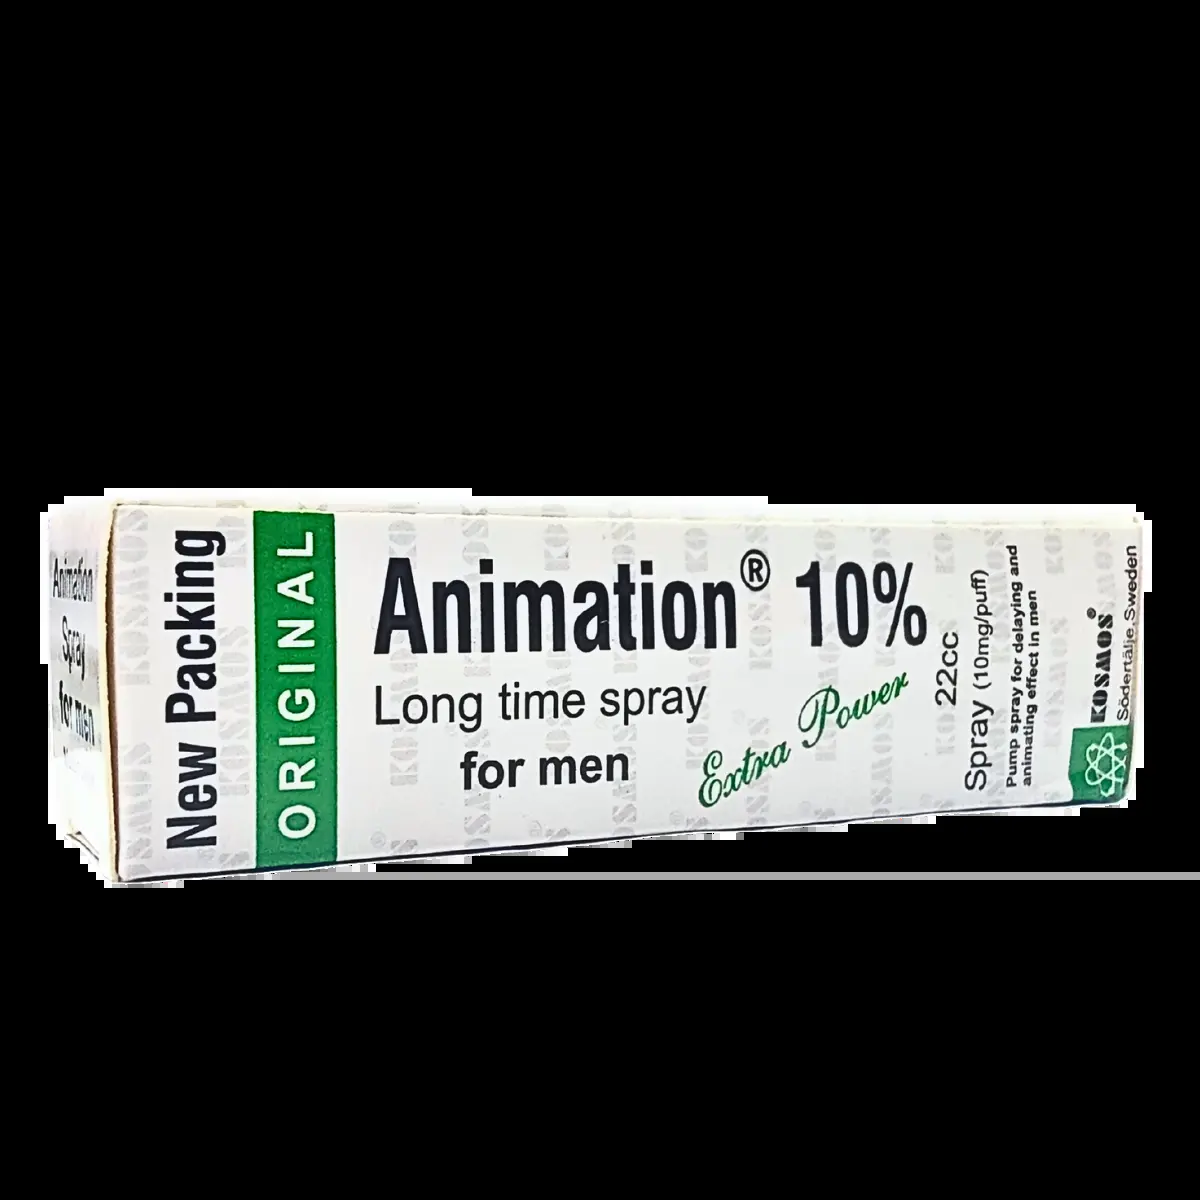 Animation
Spray
for men
New Packing
ORIGINAL
Animation® 10%
Long time spray
for men
Extra Power
22cc
Spray (10mg/puff)
Pump spray for delaying and
animating effect in men
KOSMOS®
Södertälje, Sweden